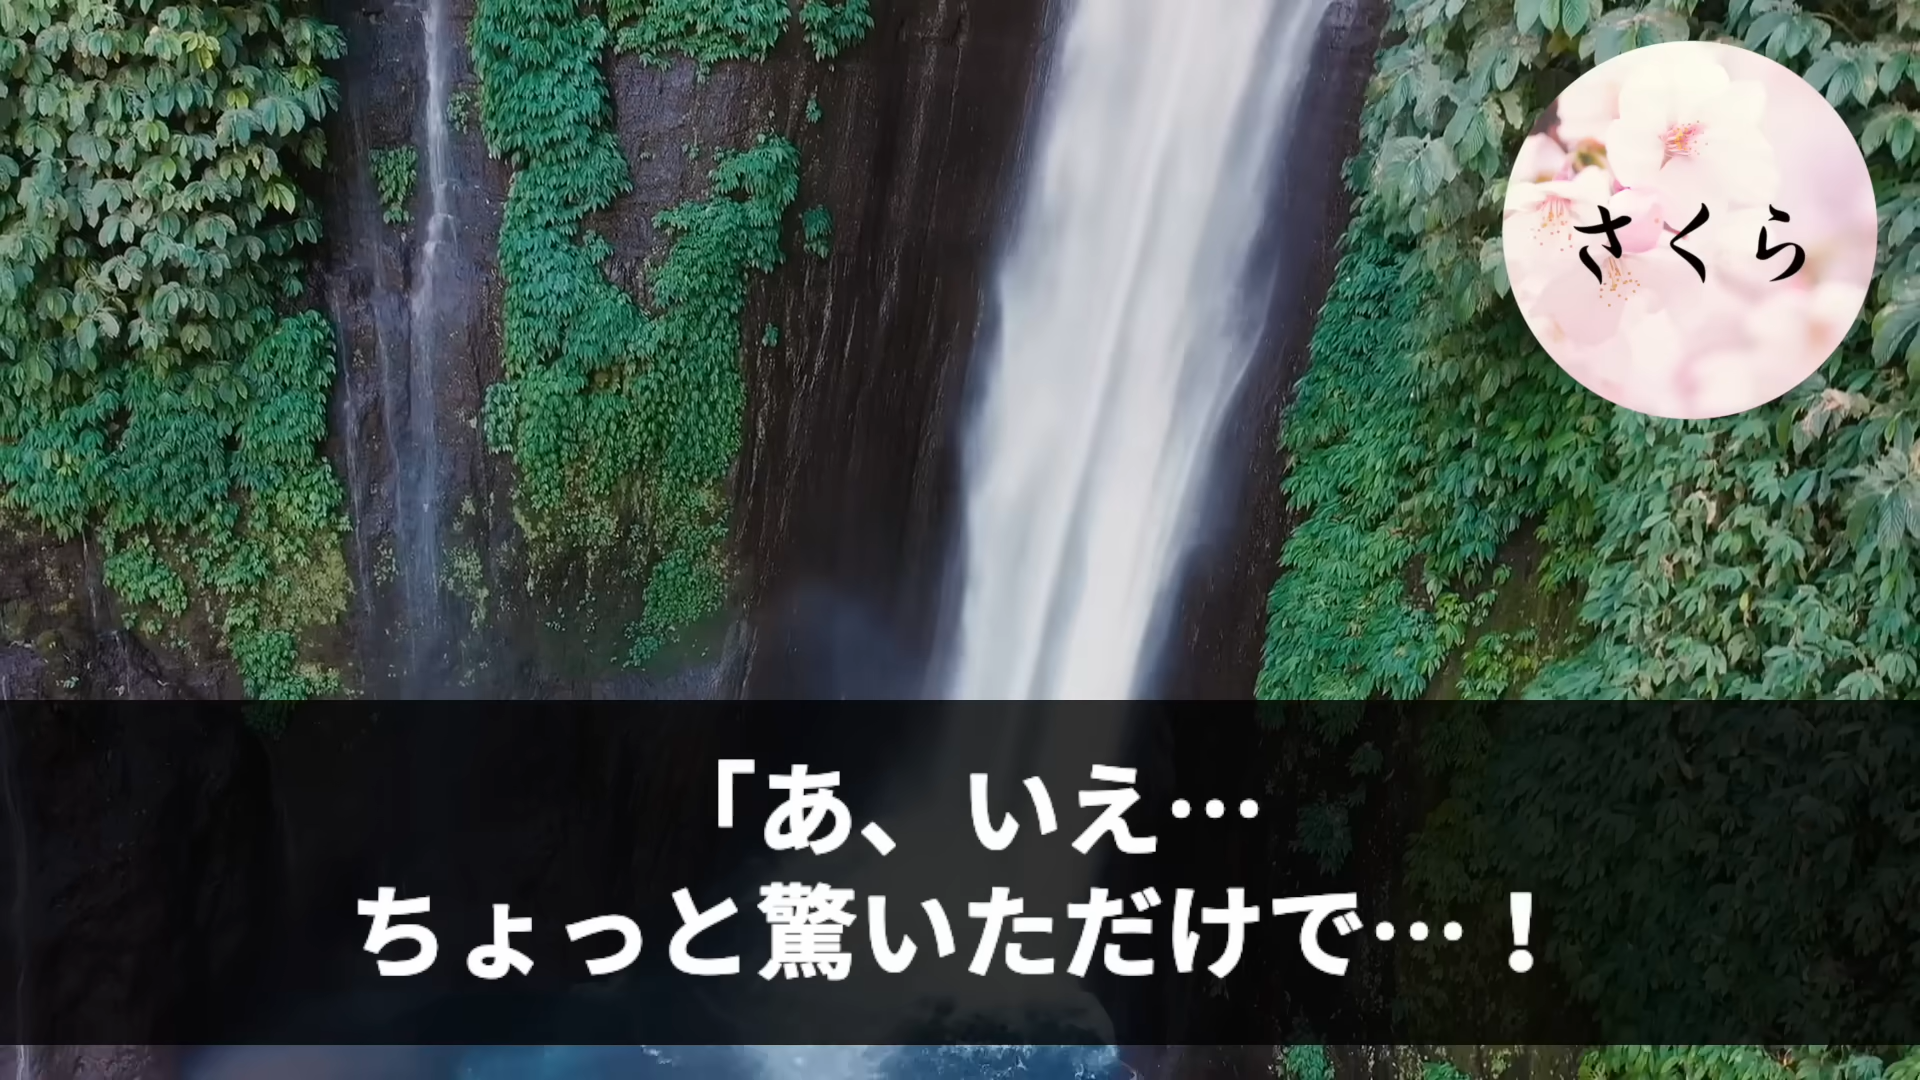 さくら
「あ、いえ…
ちょっと驚いただけで…！